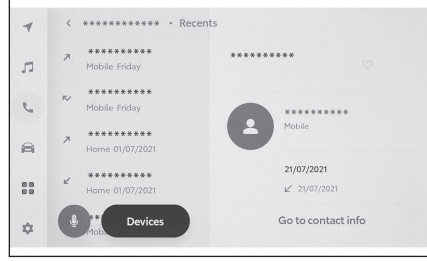 ************ • Recents
**********
Mobile Friday
**********
Mobile Friday
**********
Home 01/07/2021
**********
Home 01/07/2021
**
Mob
Devices
**********
**********
Mobile
21/07/2021
21/07/2021
Go to contact info